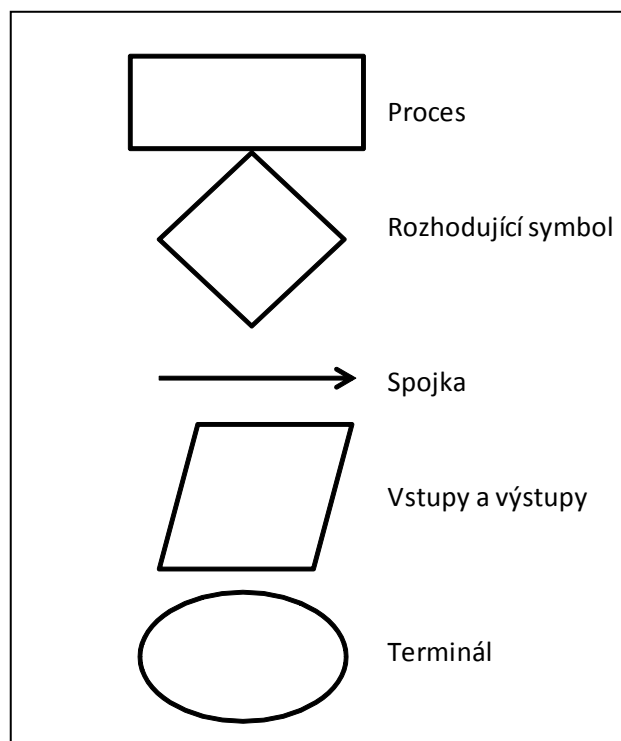 Proces
Rozhodující symbol
Spojka
Vstupy a výstupy
Terminál